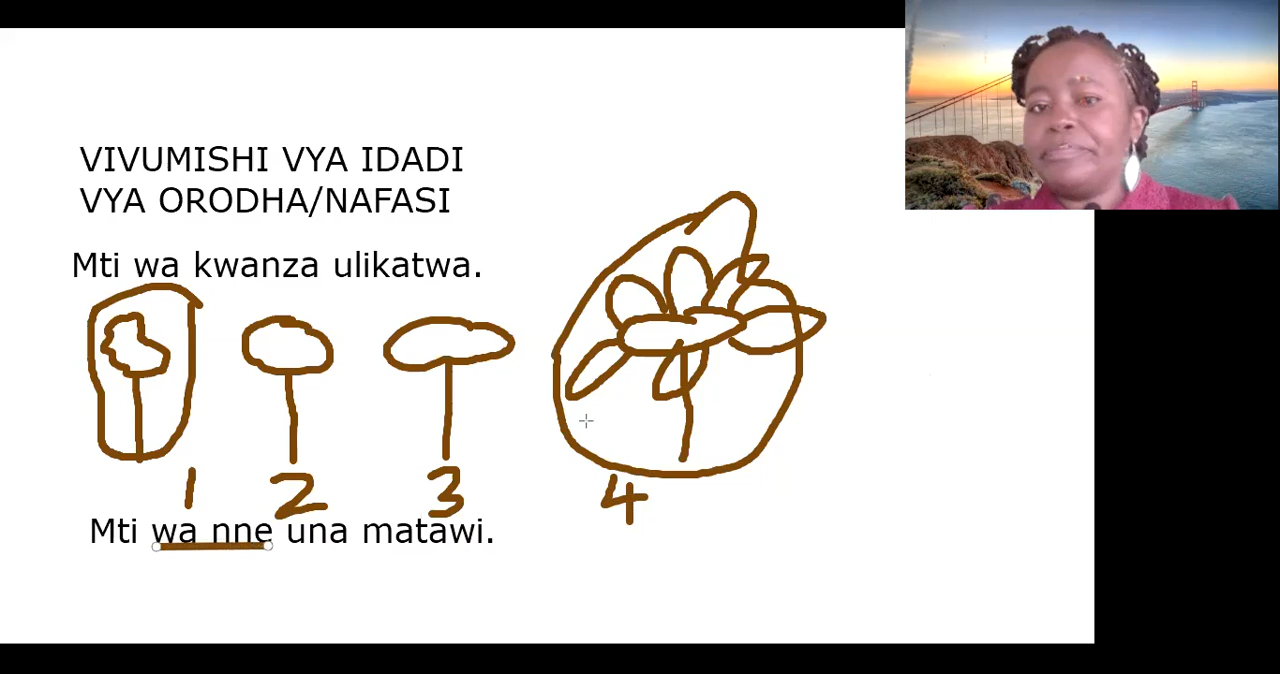 VIVUMISHI VYA IDADI
VYA ORODHA/NAFASI
Mti wa kwanza ulikatwa.
1 2 3 4
Mti wa nne una matawi.